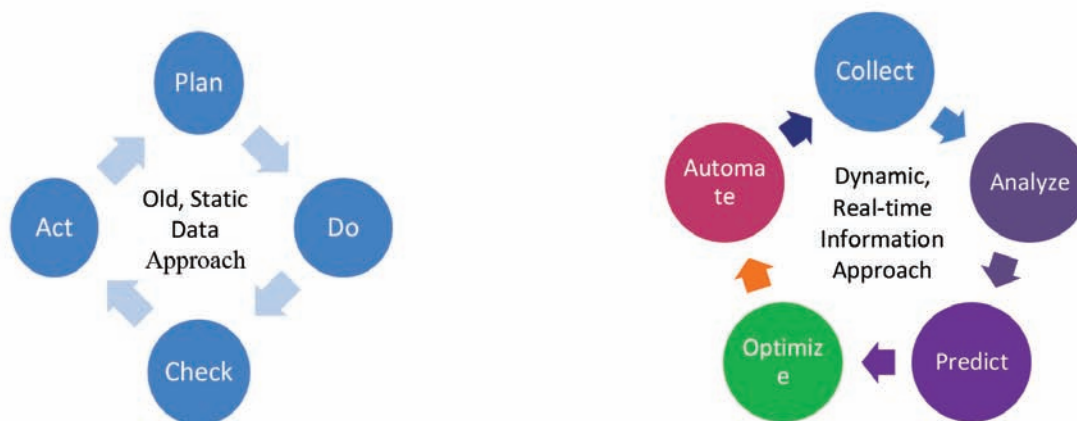 Plan
Do
Check
Act
Old, Static
Data
Approach
Collect
Analyze
Predict
Optimiz
e
Automa
te
Dynamic,
Real-time
Information
Approach